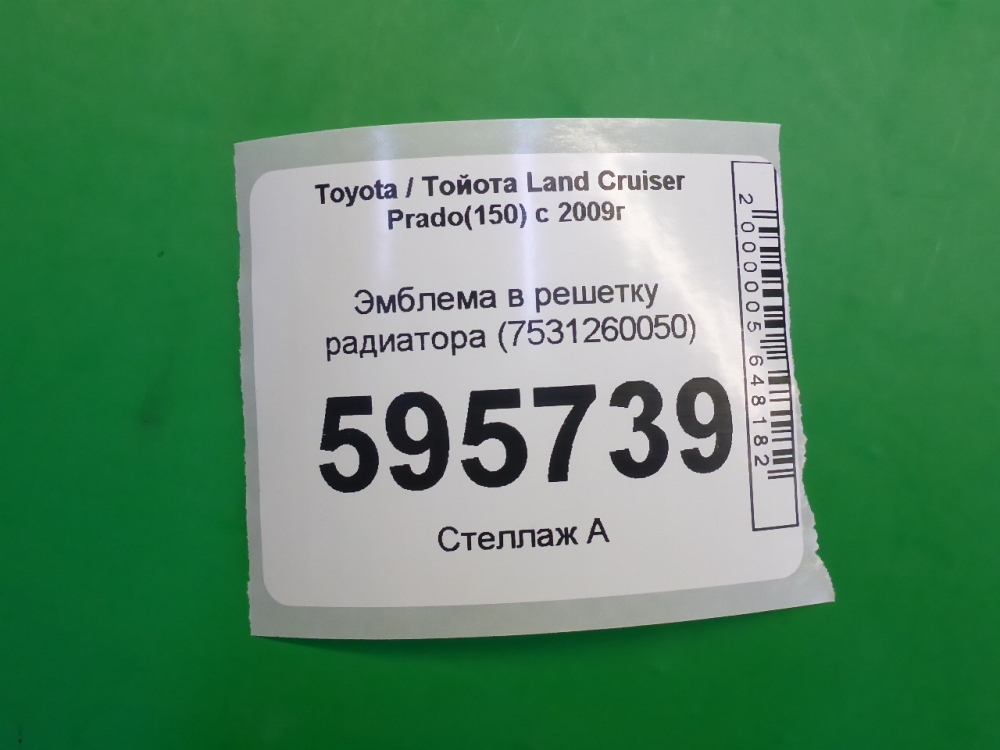 Toyota / Тойота Land Cruiser
Prado(150) с 2009г
Эмблема в решетку
радиатора (7531260050)
595739
Стеллаж А
2000005648182